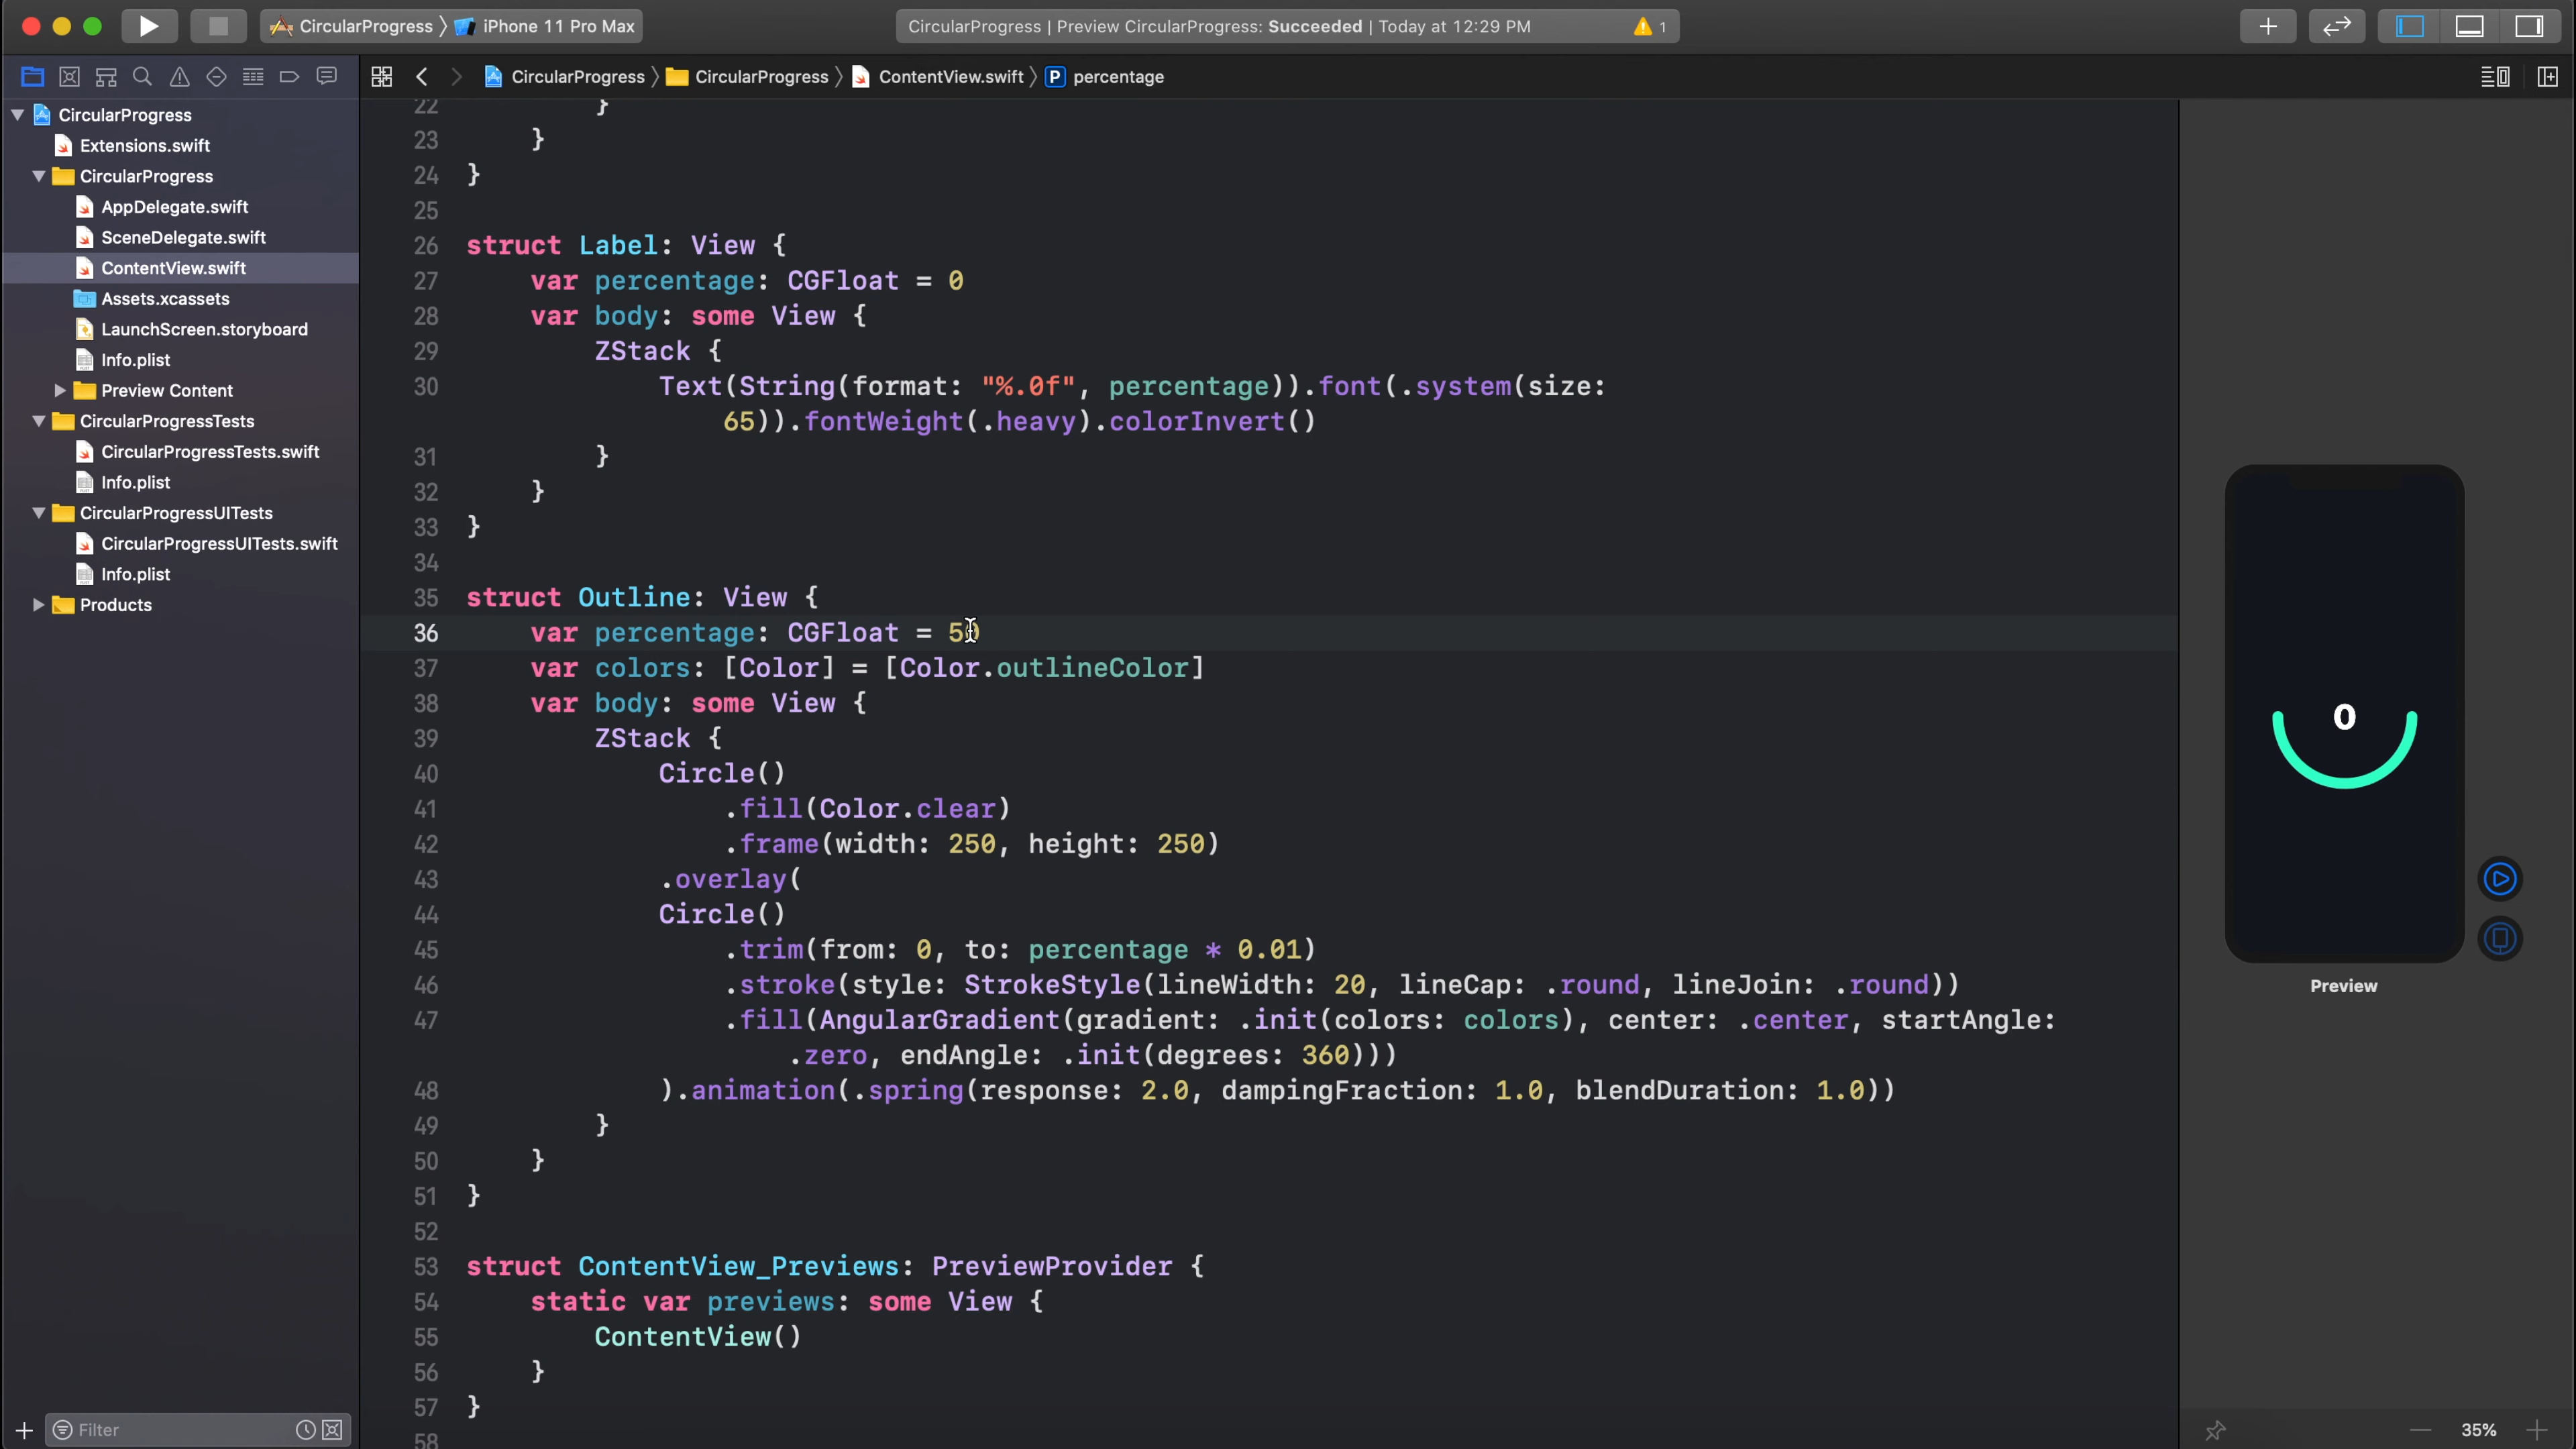 CircularProgress iPhone 11 Pro Max
CircularProgress | Preview CircularProgress: Succeeded | Today at 12:29 PM
1
CircularProgress CircularProgress ContentView.swift P percentage
CircularProgress
Extensions.swift
CircularProgress
AppDelegate.swift
SceneDelegate.swift
ContentView.swift
Assets.xcassets
LaunchScreen.storyboard
Info.plist
Preview Content
CircularProgressTests
CircularProgressTests.swift
Info.plist
CircularProgressUITests
CircularProgressUITests.swift
Info.plist
Products
Filter
22 }
23 }
24 }
25
26 struct Label: View {
27 var percentage: CGFloat = 0
28 var body: some View {
29 ZStack {
30 Text(String(format: "%.0f", percentage)).font(.system(size:
65)).fontWeight(.heavy).colorInvert()
31 }
32 }
33 }
34
35 struct Outline: View {
36 var percentage: CGFloat = 50
37 var colors: [Color] = [Color.outlineColor]
38 var body: some View {
39 ZStack {
40 Circle()
41 .fill(Color.clear)
42 .frame(width: 250, height: 250)
43 .overlay(
44 Circle()
45 .trim(from: 0, to: percentage * 0.01)
46 .stroke(style: StrokeStyle(lineWidth: 20, lineCap: .round, lineJoin: .round))
47 .fill(AngularGradient(gradient: .init(colors: colors), center: .center, startAngle:
.zero, endAngle: .init(degrees: 360)))
48 ).animation(.spring(response: 2.0, dampingFraction: 1.0, blendDuration: 1.0))
49 }
50 }
51 }
52
53 struct ContentView_Previews: PreviewProvider {
54 static var previews: some View {
55 ContentView()
56 }
57 }
58
0
Preview
35%